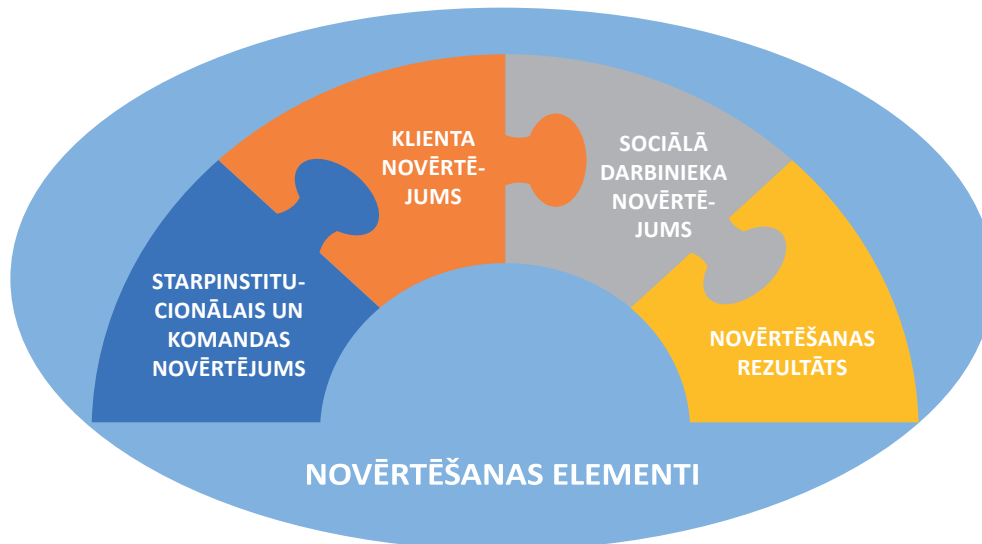 KLIENTA
NOVĒRTĒ-
JUMS
SOCIĀLĀ
DARBINIEKA
NOVĒRTĒ-
JUMS
STARPINSTITU-
CIONĀLAIS UN
KOMANDAS
NOVĒRTĒJUMS
NOVĒRTĒŠANAS
REZULTĀTS
NOVĒRTĒŠANAS ELEMENTI